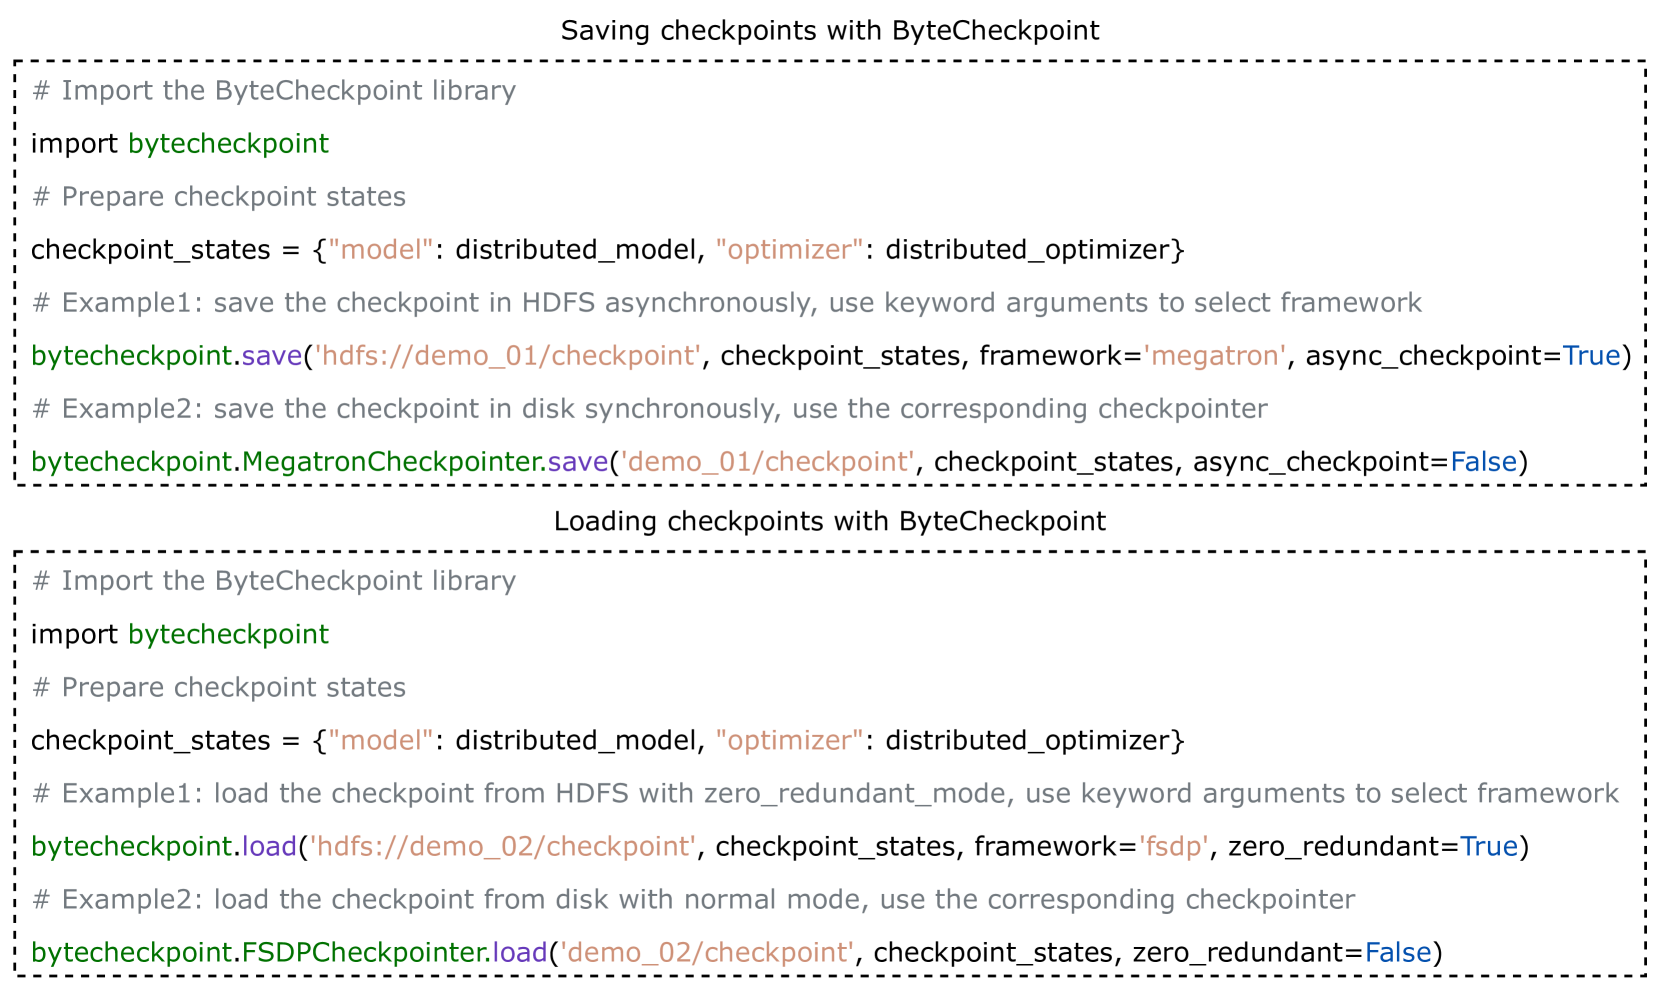 Saving checkpoints with ByteCheckpoint
# Import the ByteCheckpoint library
import bytecheckpoint
# Prepare checkpoint states
checkpoint_states = {"model": distributed_model, "optimizer": distributed_optimizer}
# Example1: save the checkpoint in HDFS asynchronously, use keyword arguments to select framework
bytecheckpoint.save('hdfs://demo_01/checkpoint', checkpoint_states, framework='megatron', async_checkpoint=True)
# Example2: save the checkpoint in disk synchronously, use the corresponding checkpointer
bytecheckpoint.MegatronCheckpointer.save('demo_01/checkpoint', checkpoint_states, async_checkpoint=False)
Loading checkpoints with ByteCheckpoint
# Import the ByteCheckpoint library
import bytecheckpoint
# Prepare checkpoint states
checkpoint_states = {"model": distributed_model, "optimizer": distributed_optimizer}
# Example1: load the checkpoint from HDFS with zero_redundant_mode, use keyword arguments to select framework
bytecheckpoint.load('hdfs://demo_02/checkpoint', checkpoint_states, framework='fsdp', zero_redundant=True)
# Example2: load the checkpoint from disk with normal mode, use the corresponding checkpointer
bytecheckpoint.FSDPCheckpointer.load('demo_02/checkpoint', checkpoint_states, zero_redundant=False)